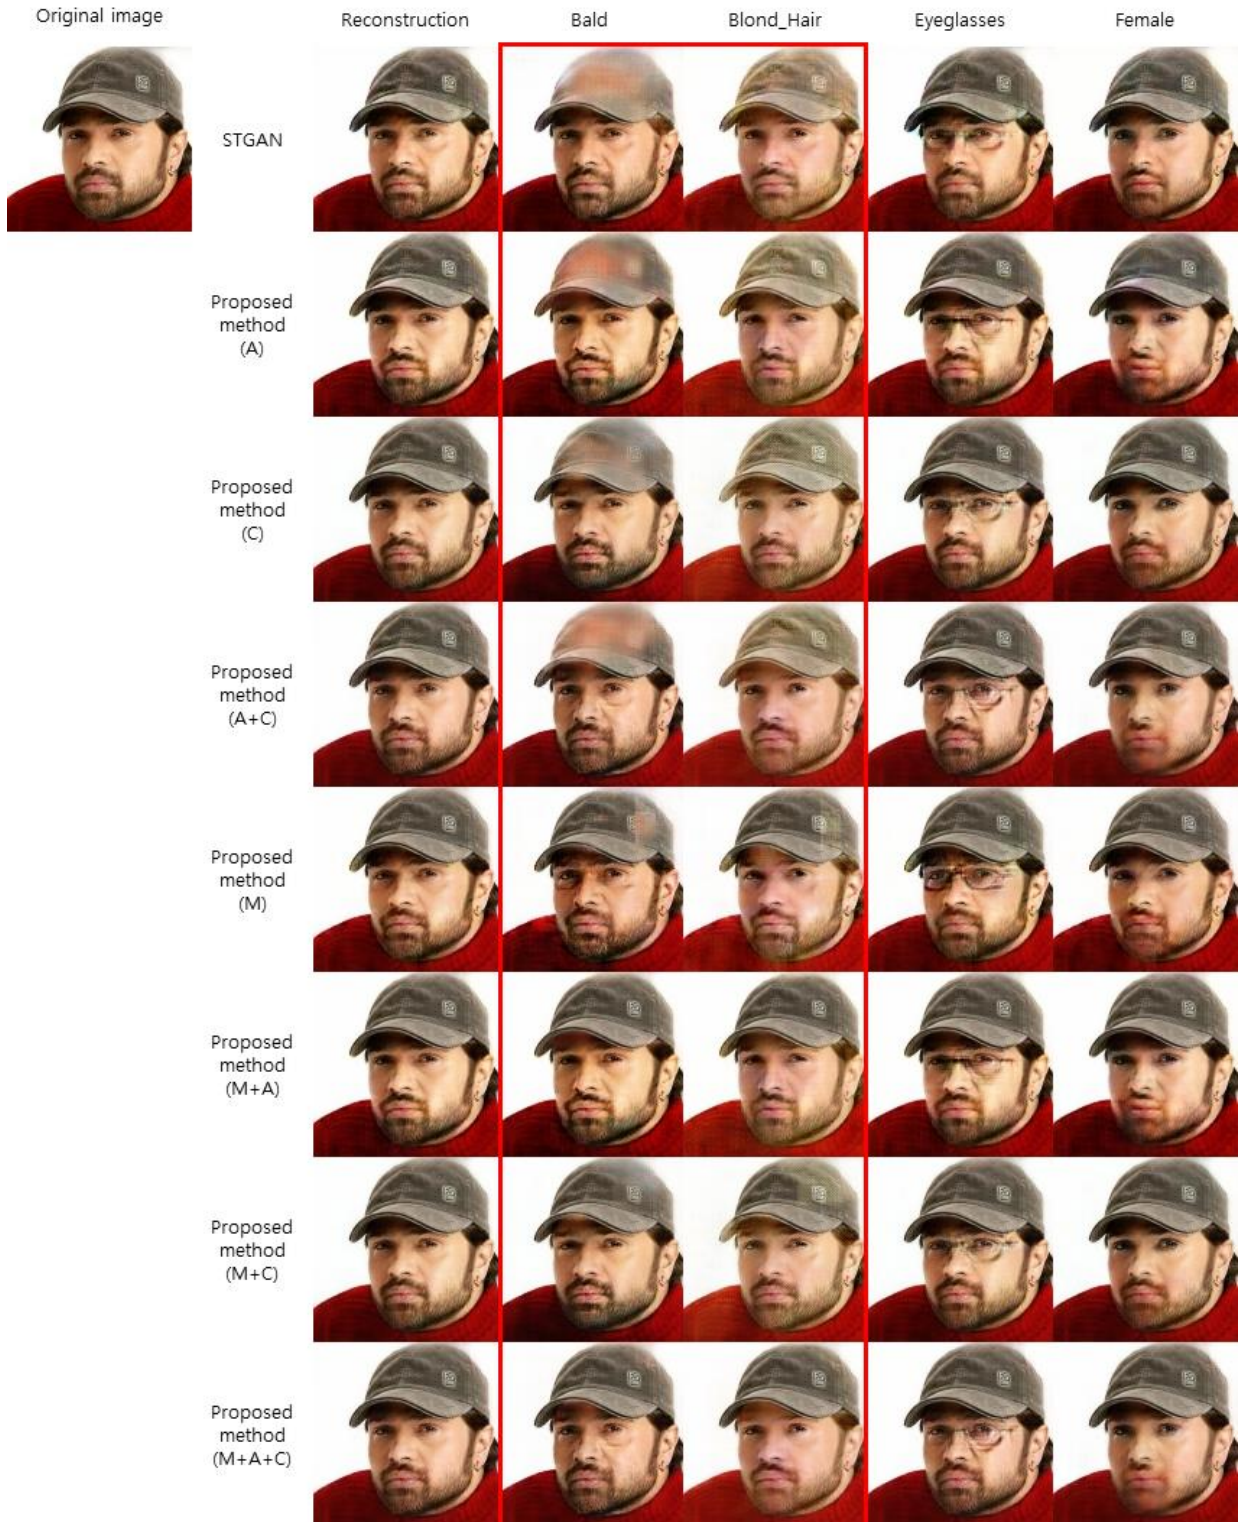 Original image
Reconstruction
Bald
Blond_Hair
Eyeglasses
Female
STGAN
Proposed
method
(A)
Proposed
method
(C)
Proposed
method
(A+C)
Proposed
method
(M)
Proposed
method
(M+A)
Proposed
method
(M+C)
Proposed
method
(M+A+C)